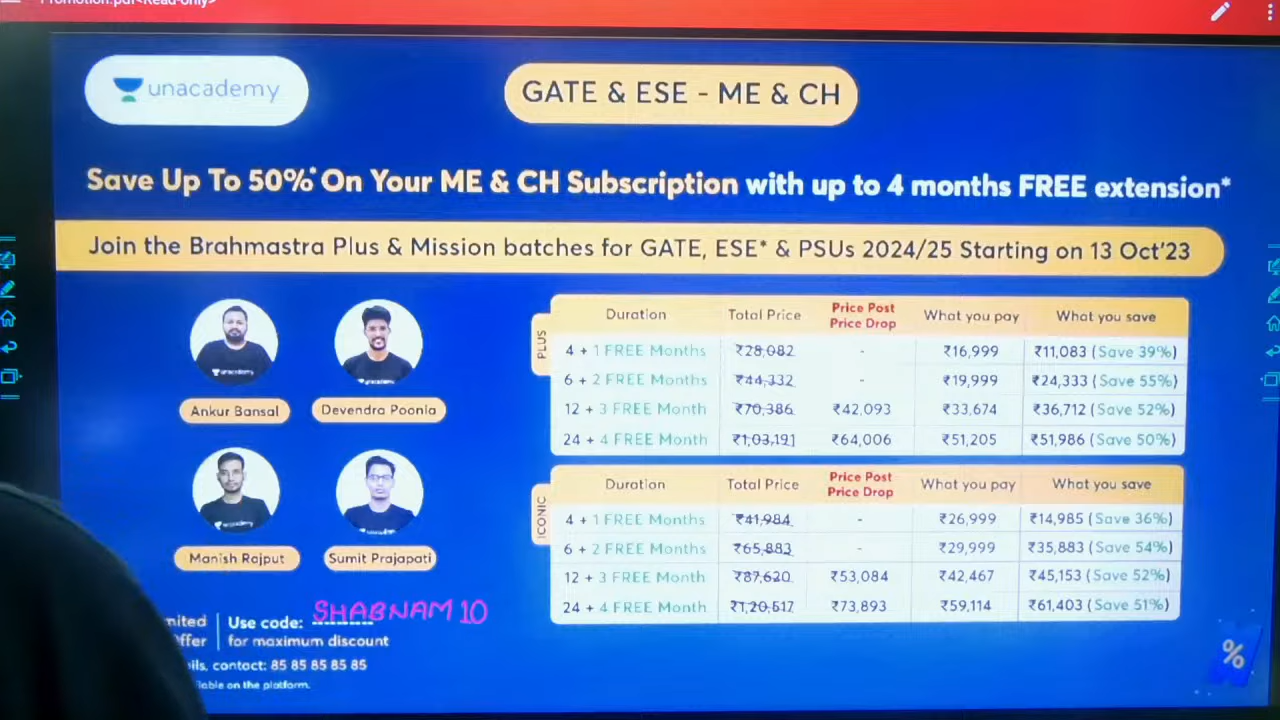 Promotion.pdf<Read-only>
unacademy
GATE & ESE - ME & CH
Save Up To 50%* On Your ME & CH Subscription with up to 4 months FREE extension*
Join the Brahmastra Plus & Mission batches for GATE, ESE* & PSUs 2024/25 Starting on 13 Oct'23
Ankur Bansal
Devendra Poonia
Manish Rajput
Sumit Prajapati
PLUS
Duration Total Price Price Post Price Drop What you pay What you save
4 + 1 FREE Months ₹28,082 - ₹16,999 ₹11,083 (Save 39%)
6 + 2 FREE Months ₹44,332 - ₹19,999 ₹24,333 (Save 55%)
12 + 3 FREE Month ₹70,386 ₹42,093 ₹33,674 ₹36,712 (Save 52%)
24 + 4 FREE Month ₹1,03,191 ₹64,006 ₹51,205 ₹51,986 (Save 50%)
ICONIC
Duration Total Price Price Post Price Drop What you pay What you save
4 + 1 FREE Months ₹41,984 - ₹26,999 ₹14,985 (Save 36%)
6 + 2 FREE Months ₹65,883 - ₹29,999 ₹35,883 (Save 54%)
12 + 3 FREE Month ₹87,620 ₹53,084 ₹42,467 ₹45,153 (Save 52%)
24 + 4 FREE Month ₹1,20,517 ₹73,893 ₹59,114 ₹61,403 (Save 51%)
Use code: SHABNAM 10
for maximum discount
contact: 85 85 85 85 85
on the platform.
%